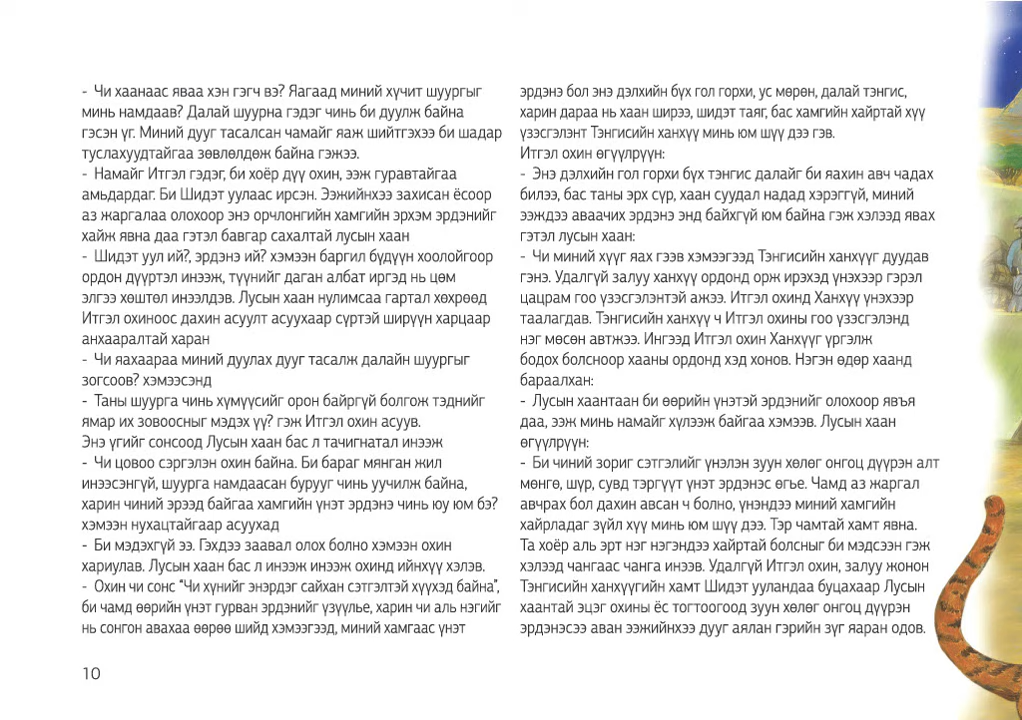 - Чи хаанаас яваа хэн гэгч вэ? Яагаад миний хүчит шуургыг
минь намдаав? Далай шуурна гэдэг чинь би дуулж байна
гэсэн үг. Миний дууг тасалсан чамайг яаж шийтгэхээ би шадар
туслахуудтайгаа зөвлөлдөж байна гэжээ.
- Намайг Итгэл гэдэг, би хоёр дүү охин, ээж гуравтайгаа
амьдардаг. Би Шидэт уулаас ирсэн. Ээжийнхээ захисан ёсоор
аз жаргалаа олохоор энэ орчлонгийн хамгийн эрхэм эрдэнийг
хайж явна даа гэтэл бавгар сахалтай лусын хаан
- Шидэт уул ий?, эрдэнэ ий? хэмээн баргил бүдүүн хоолойгоор
ордон дүүртэл инээж, түүнийг даган албат иргэд нь цөм
элгээ хөштөл инээлдэв. Лусын хаан нулимсаа гартал хөхрөөд
Итгэл охиноос дахин асуулт асуухаар сүртэй ширүүн харцаар
анхааралтай харан
- Чи яахаараа миний дуулах дууг тасалж далайн шуургыг
зогсоов? хэмээсэнд
- Таны шуурга чинь хүмүүсийг орон байргүй болгож тэднийг
ямар их зовоосныг мэдэх үү? гэж Итгэл охин асуув.
Энэ үгийг сонсоод Лусын хаан бас л тачигнатал инээж
- Чи цовоо сэргэлэн охин байна. Би бараг мянган жил
инээсэнгүй, шуурга намдаасан бурууг чинь уучилж байна,
харин чиний эрээд байгаа хамгийн үнэт эрдэнэ чинь юу юм бэ?
хэмээн нухацтайгаар асуухад
- Би мэдэхгүй ээ. Гэхдээ заавал олох болно хэмээн охин
хариулав. Лусын хаан бас л инээж инээж охинд ийнхүү хэлэв.
- Охин чи сонс “Чи хүнийг энэрдэг сайхан сэтгэлтэй хүүхэд байна”,
би чамд өөрийн үнэт гурван эрдэнийг үзүүлье, харин чи аль нэгийг
нь сонгон авахаа өөрөө шийд хэмээгээд, миний хамгаас үнэт
эрдэнэ бол энэ дэлхийн бүх гол горхи, ус мөрөн, далай тэнгис,
харин дараа нь хаан ширээ, шидэт таяг, бас хамгийн хайртай хүү
үзэсгэлэнт Тэнгисийн ханхүү минь юм шүү дээ гэв.
Итгэл охин өгүүлрүүн:
- Энэ дэлхийн гол горхи бүх тэнгис далайг би яахин авч чадах
билээ, бас таны эрх сүр, хаан суудал надад хэрэггүй, миний
ээждээ аваачих эрдэнэ энд байхгүй юм байна гэж хэлээд явах
гэтэл лусын хаан:
- Чи миний хүүг яах гээв хэмээгээд Тэнгисийн ханхүүг дуудав
гэнэ. Удалгүй залуу ханхүү ордонд орж ирэхэд үнэхээр гэрэл
цацрам гоо үзэсгэлэнтэй ажээ. Итгэл охинд Ханхүү үнэхээр
таалагдав. Тэнгисийн ханхүү ч Итгэл охины гоо үзэсгэлэнд
нэг мөсөн автжээ. Ингээд Итгэл охин Ханхүүг үргэлж
бодох болсноор хааны ордонд хэд хонов. Нэгэн өдөр хаанд
бараалхан:
- Лусын хаантаан би өөрийн үнэтэй эрдэнийг олохоор явъя
даа, ээж минь намайг хүлээж байгаа хэмээв. Лусын хаан
өгүүлрүүн:
- Би чиний зориг сэтгэлийг үнэлэн зуун хөлөг онгоц дүүрэн алт
мөнгө, шүр, сувд тэргүүт үнэт эрдэнэс өгье. Чамд аз жаргал
авчрах бол дахин авсан ч болно, үнэндээ миний хамгийн
хайрладаг зүйл хүү минь юм шүү дээ. Тэр чамтай хамт явна.
Та хоёр аль эрт нэг нэгэндээ хайртай болсныг би мэдсээн гэж
хэлээд чангаас чанга инээв. Удалгүй Итгэл охин, залуу жонон
Тэнгисийн ханхүүгийн хамт Шидэт ууландаа буцахаар Лусын
хаантай эцэг охины ёс тогтоогоод зуун хөлөг онгоц дүүрэн
эрдэнэсээ аван ээжийнхээ дууг аялан гэрийн зүг яаран одов.
10